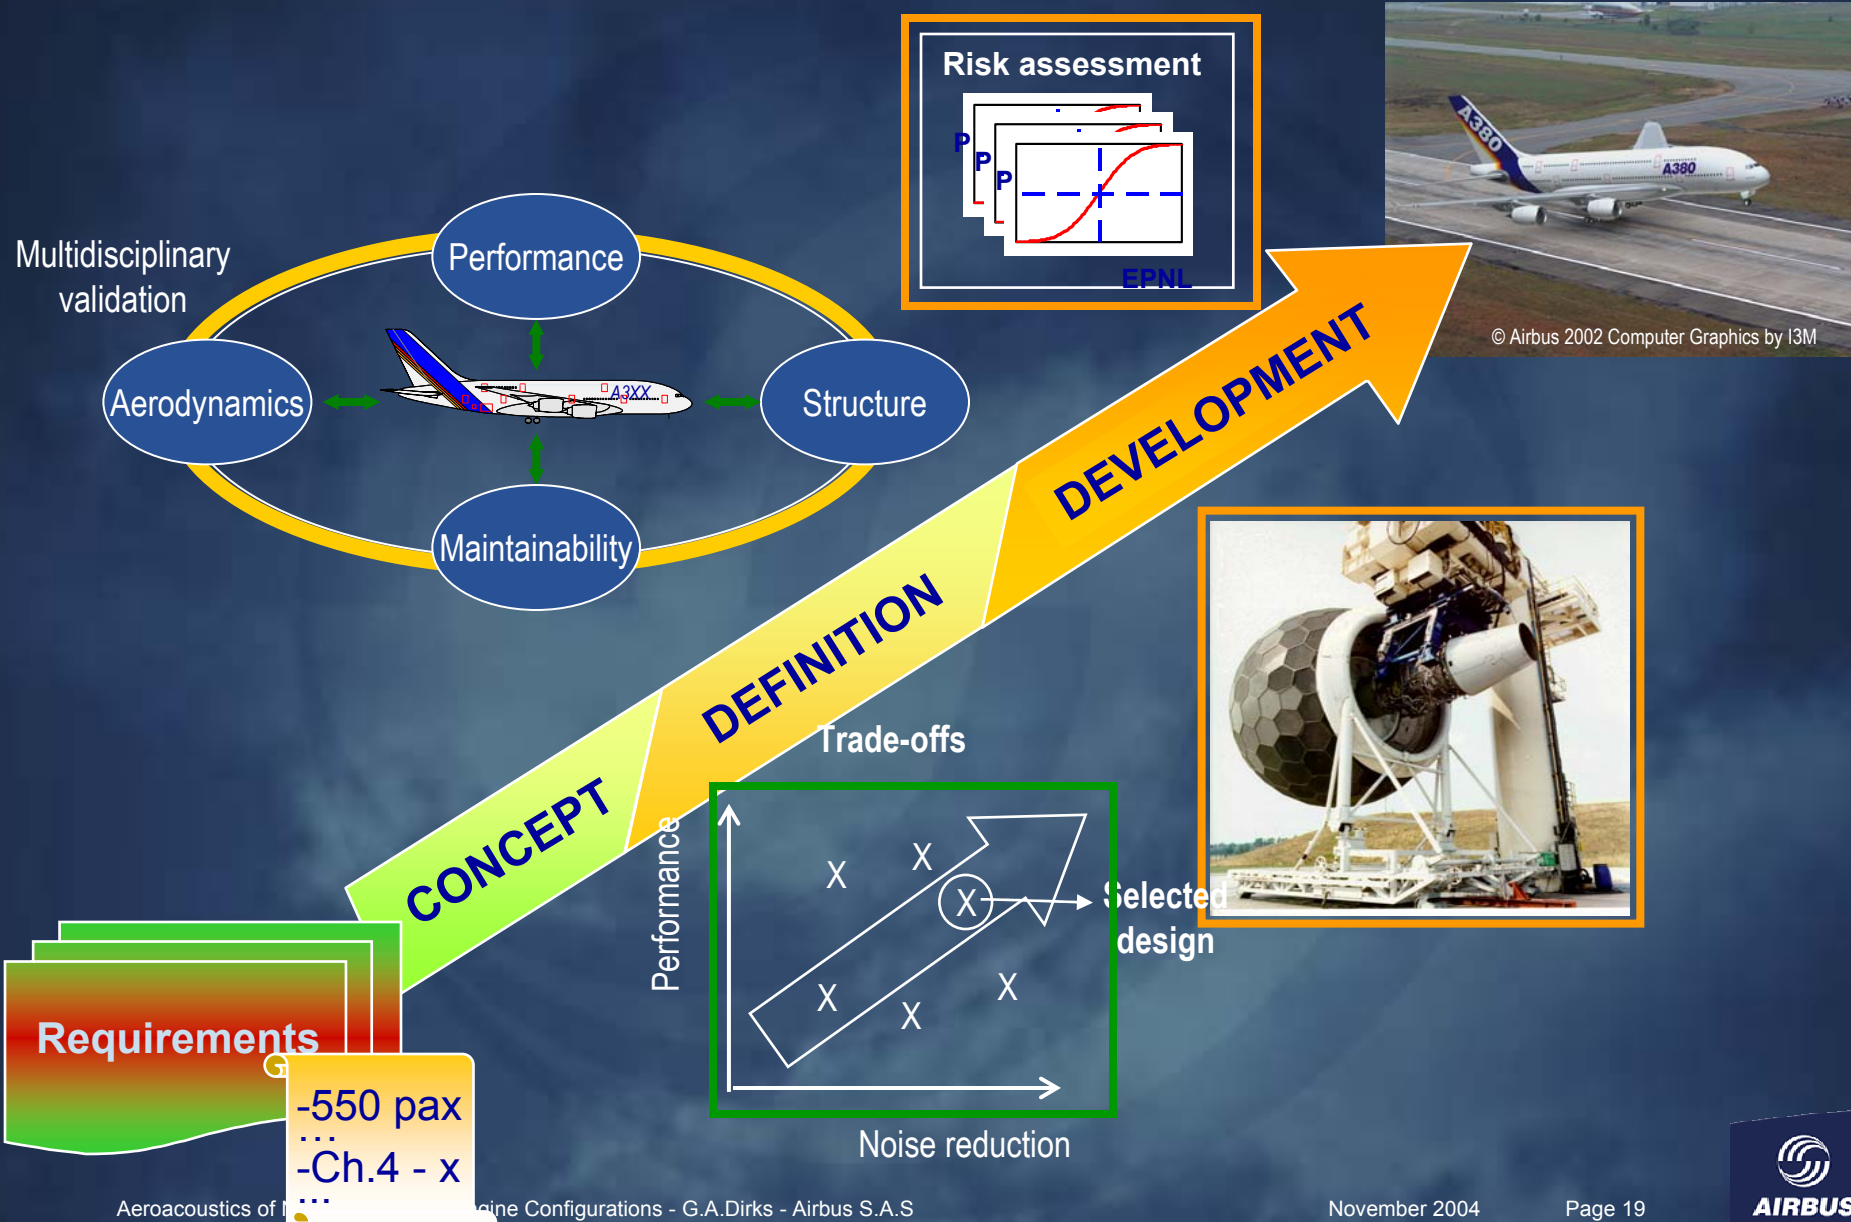 Risk assessment
P
P
P
EPNL
A380
A380
© Airbus 2002 Computer Graphics by I3M
Multidisciplinary
validation
Performance
Aerodynamics
A3XX
Structure
Maintainability
DEVELOPMENT
DEFINITION
CONCEPT
Trade-offs
Performance
X
X
X
X
X
X
Selected
design
Noise reduction
Requirements
-550 pax
...
-Ch.4 - x
...
Aeroacoustics of
Configurations - G.A.Dirks - Airbus S.A.S
November 2004
Page 19
AIRBUS